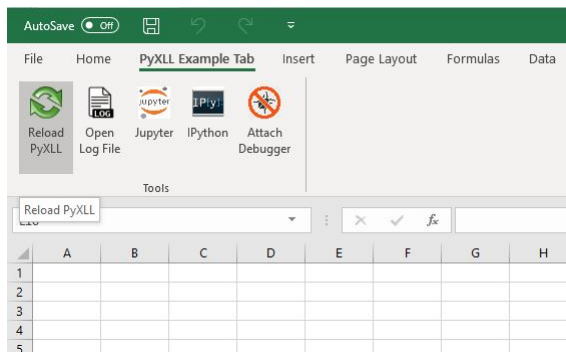 AutoSave Off
File Home PyXLL Example Tab Insert Page Layout Formulas Data
LOG jupyter IP[y]:
Reload Open Jupyter IPython Attach
PyXLL Log File Debugger
Tools
Reload PyXLL
fx
A B C D E F G H
1
2
3
4
5